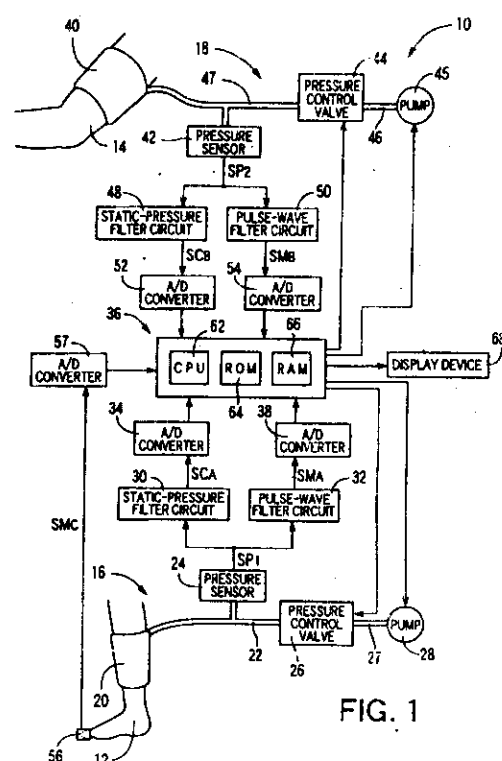 40
18
44
10
47
PRESSURE
CONTROL
VALVE
45
PUMP
46
14
42
PRESSURE
SENSOR
SP2
48
50
STATIC-PRESSURE
FILTER CIRCUIT
PULSE-WAVE
FILTER CIRCUIT
SCB
SMB
52
54
A/D
CONVERTER
A/D
CONVERTER
36
62
66
68
57
A/D
CONVERTER
CPU
ROM
RAM
DISPLAY DEVICE
64
34
38
A/D
CONVERTER
A/D
CONVERTER
SCA
SMA
30
32
STATIC-PRESSURE
FILTER CIRCUIT
PULSE-WAVE
FILTER CIRCUIT
SMC
SP1
24
PRESSURE
SENSOR
16
PRESSURE
CONTROL
VALVE
PUMP
22
27
28
26
20
56
12
FIG. 1